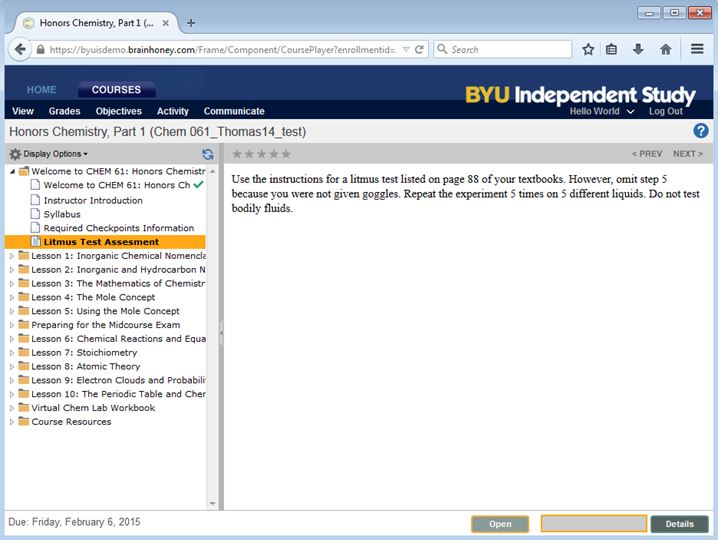 Honors Chemistry, Part 1 (...
https://byuisdemo.brainhoney.com/Frame/Component/CoursePlayer?enrollmentid=...
Search
HOME
COURSES
BYU Independent Study
View Grades Objectives Activity Communicate
Hello World Log Out
Honors Chemistry, Part 1 (Chem 061_Thomas14_test)
Display Options
< PREV NEXT >
Welcome to CHEM 61: Honors Chemistr
Welcome to CHEM 61: Honors Ch
Instructor Introduction
Syllabus
Required Checkpoints Information
Litmus Test Assesment
Lesson 1: Inorganic Chemical Nomencla
Lesson 2: Inorganic and Hydrocarbon N
Lesson 3: The Mathematics of Chemistr
Lesson 4: The Mole Concept
Lesson 5: Using the Mole Concept
Preparing for the Midcourse Exam
Lesson 6: Chemical Reactions and Equa
Lesson 7: Stoichiometry
Lesson 8: Atomic Theory
Lesson 9: Electron Clouds and Probabili
Lesson 10: The Periodic Table and Cher
Virtual Chem Lab Workbook
Course Resources
Use the instructions for a litmus test listed on page 88 of your textbooks. However, omit step 5
because you were not given goggles. Repeat the experiment 5 times on 5 different liquids. Do not test
bodily fluids.
Due: Friday, February 6, 2015
Open
Details